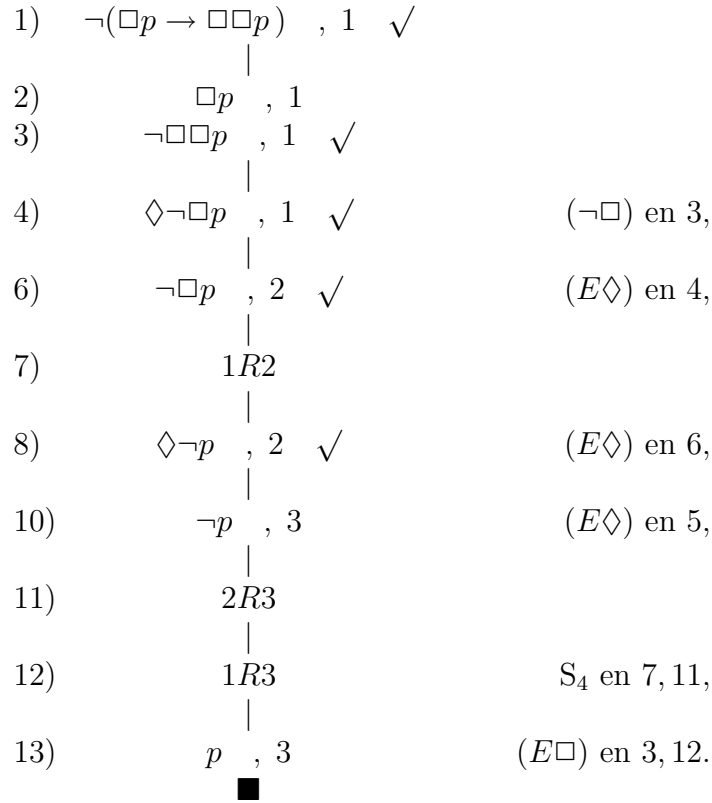 1) ¬(□p → □□p) , 1 √
|
2) □p , 1
3) ¬□□p , 1 √
|
4) ◊¬□p , 1 √ (¬□) en 3,
|
6) ¬□p , 2 √ (E◊) en 4,
|
7) 1R2
|
8) ◊¬p , 2 √ (E◊) en 6,
|
10) ¬p , 3 (E◊) en 5,
|
11) 2R3
|
12) 1R3 S₄ en 7, 11,
|
13) p , 3 (E□) en 3, 12.
■